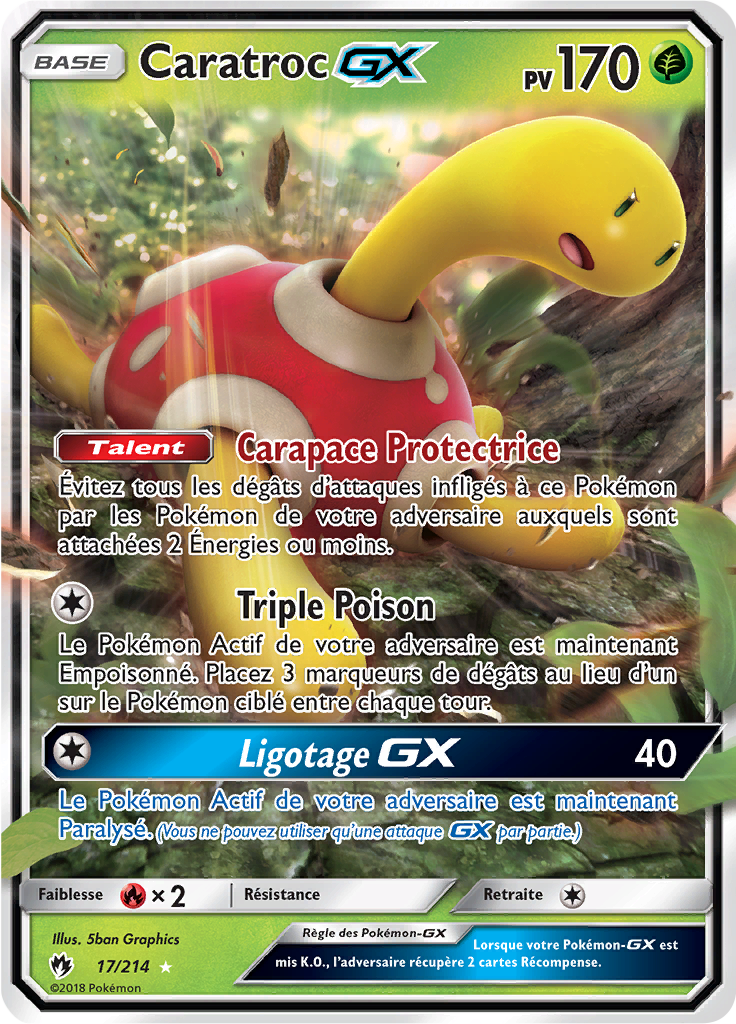 BASE Caratroc GX PV 170
Talent Carapace Protectrice
Évitez tous les dégâts d'attaques infligés à ce Pokémon
par les Pokémon de votre adversaire auxquels sont
attachées 2 Énergies ou moins.
Triple Poison
Le Pokémon Actif de votre adversaire est maintenant
Empoisonné. Placez 3 marqueurs de dégâts au lieu d'un
sur le Pokémon ciblé entre chaque tour.
Ligotage GX 40
Le Pokémon Actif de votre adversaire est maintenant
Paralysé. (Vous ne pouvez utiliser qu'une attaque GX par partie.)
Faiblesse × 2 Résistance Retraite
Illus. 5ban Graphics
17/214
©2018 Pokémon
Règle des Pokémon-GX
Lorsque votre Pokémon-GX est
mis K.O., l'adversaire récupère 2 cartes Récompense.